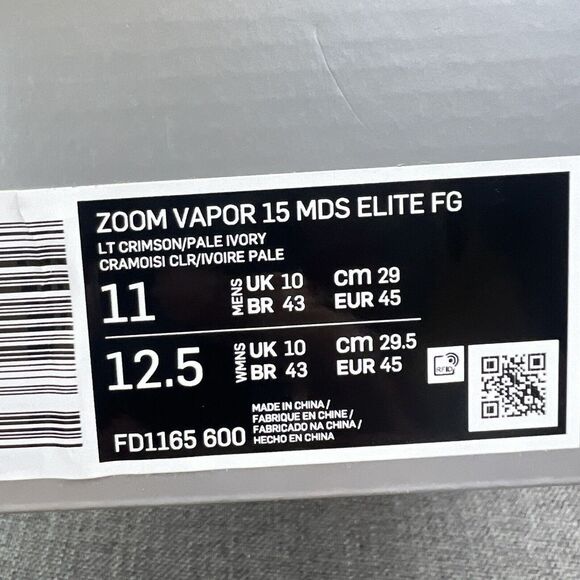 ZOOM VAPOR 15 MDS ELITE FG
LT CRIMSON/PALE IVORY
CRAMOISI CLR/IVOIRE PALE
11 MENS UK 10 CM 29
BR 43 EUR 45
12.5 WMNS UK 10 CM 29.5
BR 43 EUR 45
RFID
FD1165 600
MADE IN CHINA /
FABRIQUE EN CHINE /
FABRICADO NA CHINA /
HECHO EN CHINA